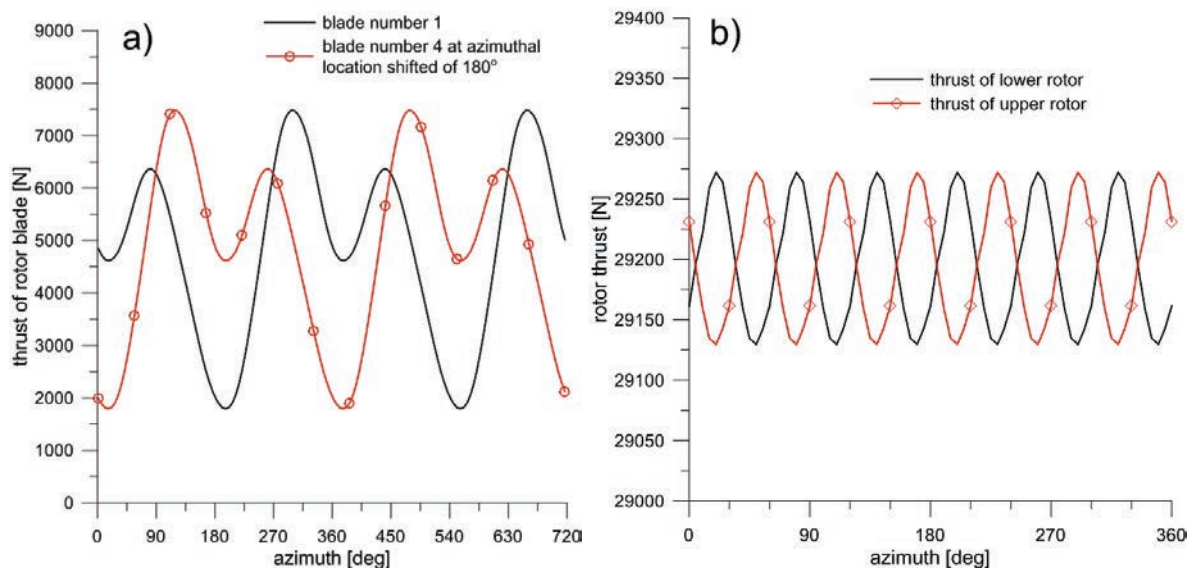 a)
blade number 1
blade number 4 at azimuthal
location shifted of 180°
thrust of rotor blade [N]
9000
8000
7000
6000
5000
4000
3000
2000
1000
0
0 90 180 270 360 450 540 630 720
azimuth [deg]
b)
thrust of lower rotor
thrust of upper rotor
rotor thrust [N]
29400
29350
29300
29250
29200
29150
29100
29050
29000
0 90 180 270 360
azimuth [deg]